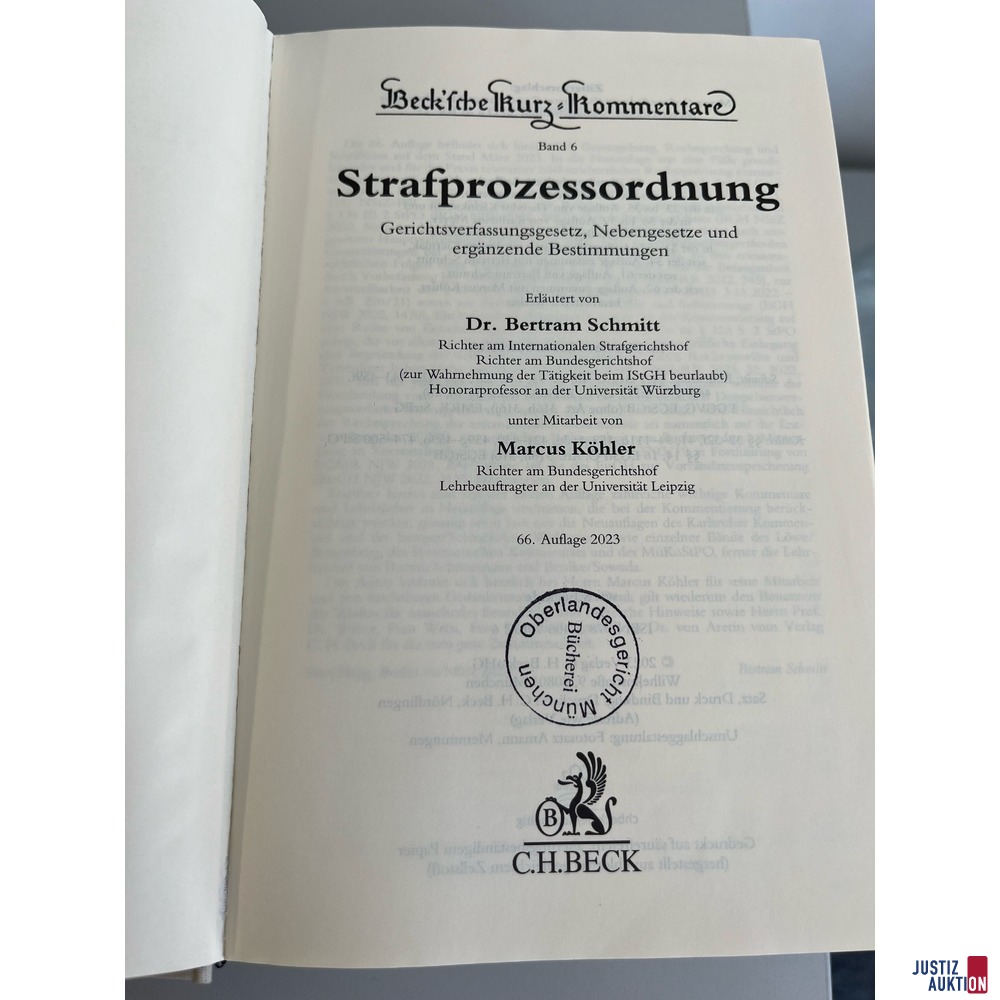 Beck'sche Kurz-Kommentare
Band 6
Strafprozessordnung
Gerichtsverfassungsgesetz, Nebengesetze und
ergänzende Bestimmungen
Erläutert von
Dr. Bertram Schmitt
Richter am Internationalen Strafgerichtshof
Richter am Bundesgerichtshof
(zur Wahrnehmung der Tätigkeit beim IStGH beurlaubt)
Honorarprofessor an der Universität Würzburg
unter Mitarbeit von
Marcus Köhler
Richter am Bundesgerichtshof
Lehrbeauftragter an der Universität Leipzig
66. Auflage 2023
Oberlandesgericht München
Bücherei
B
C.H.BECK
JUSTIZ
AUKTION